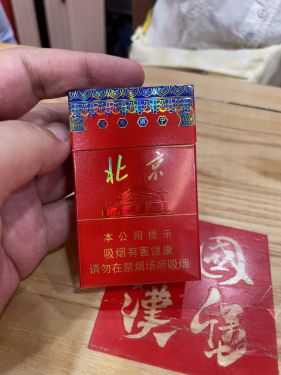 北京
本公司提示
吸烟有害健康
请勿在禁烟场所吸烟
國
漢